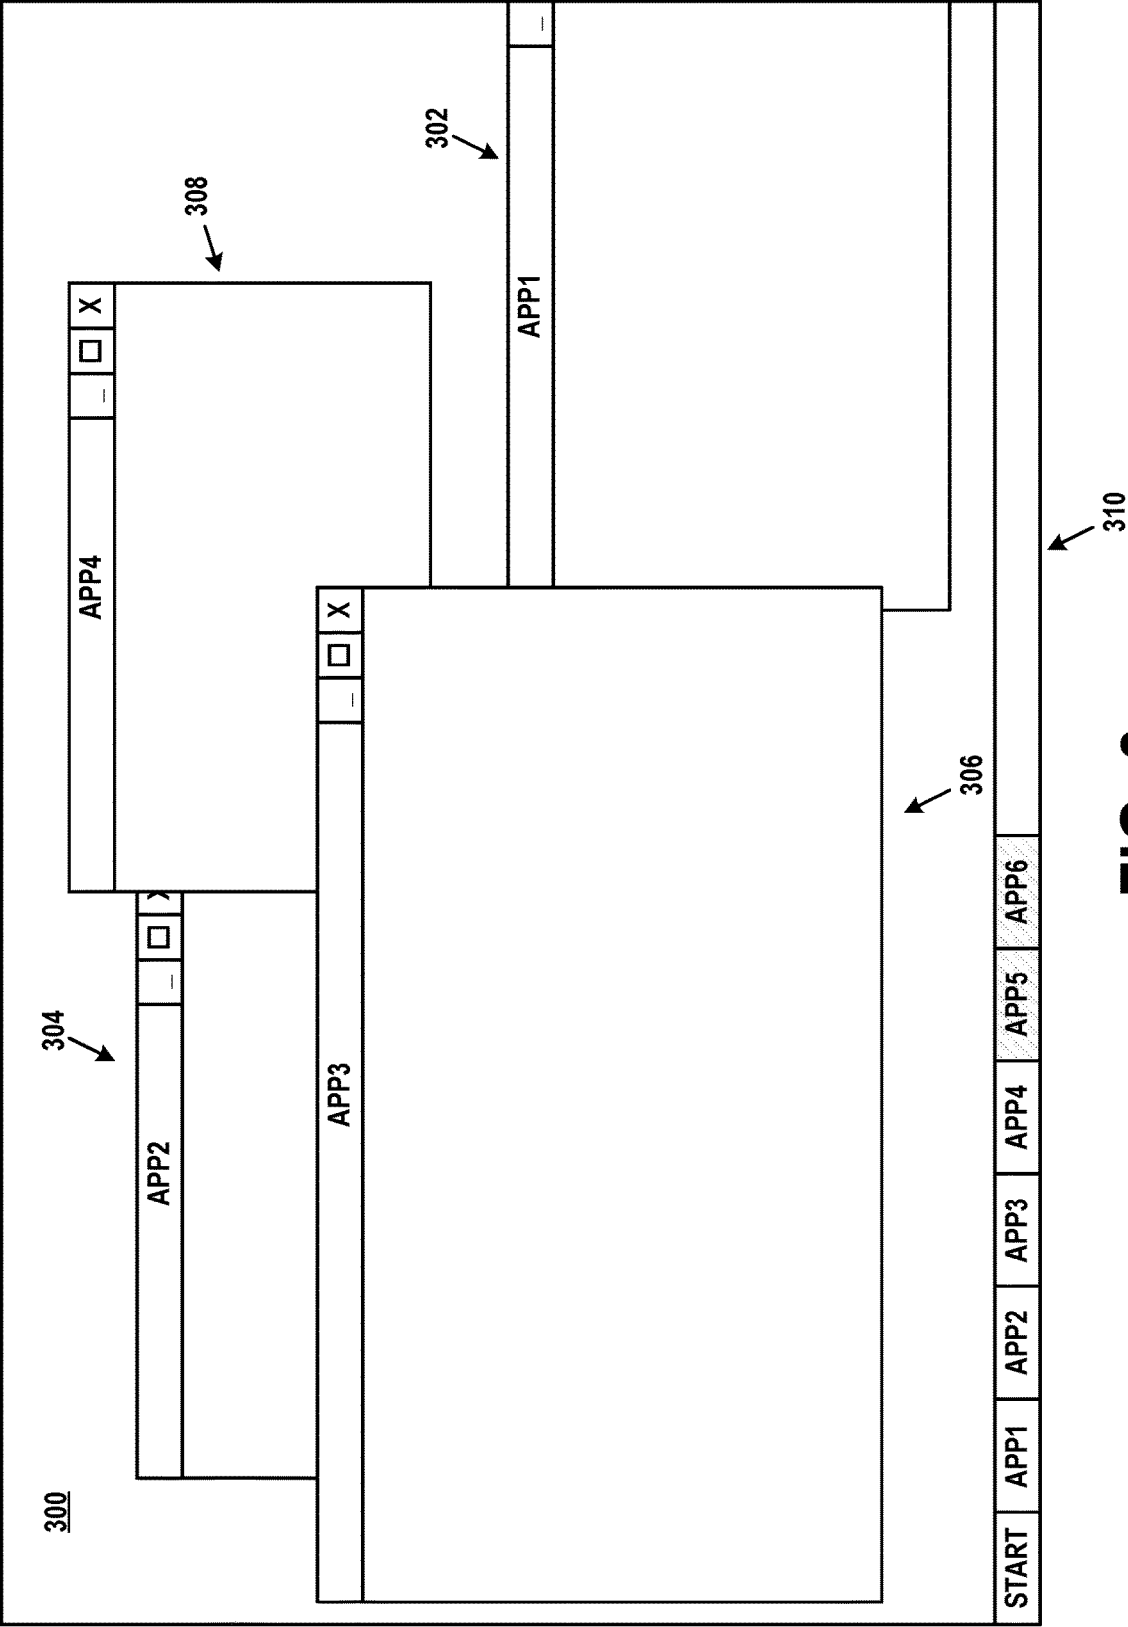 300
304
308
APP4 _ □ X
APP2 _ □ X
302
APP3 _ □ X
APP1 _
306
START APP1 APP2 APP3 APP4 APP5 APP6
310